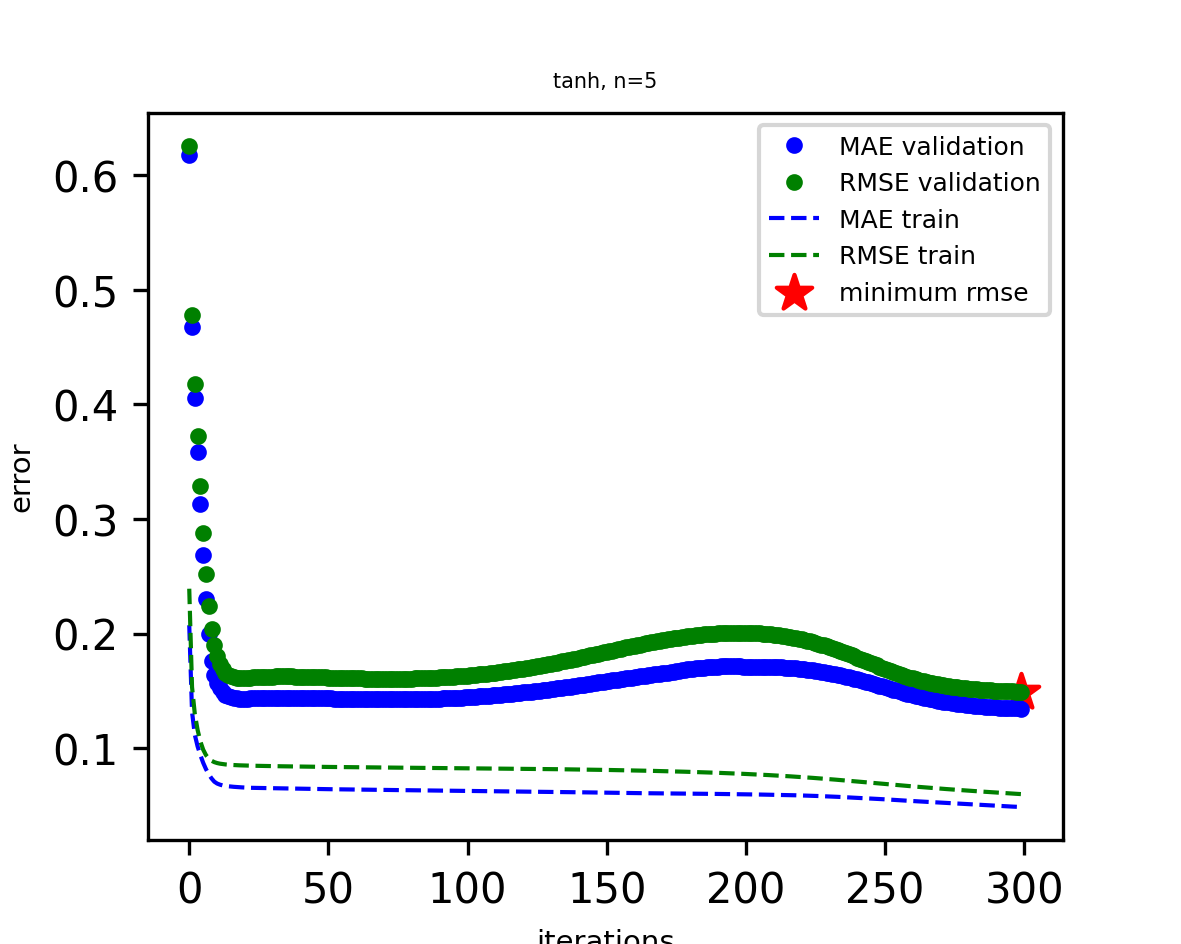 tanh, n=5
MAE validation
RMSE validation
MAE train
RMSE train
minimum rmse
error
0.6
0.5
0.4
0.3
0.2
0.1
0 50 100 150 200 250 300
iterations